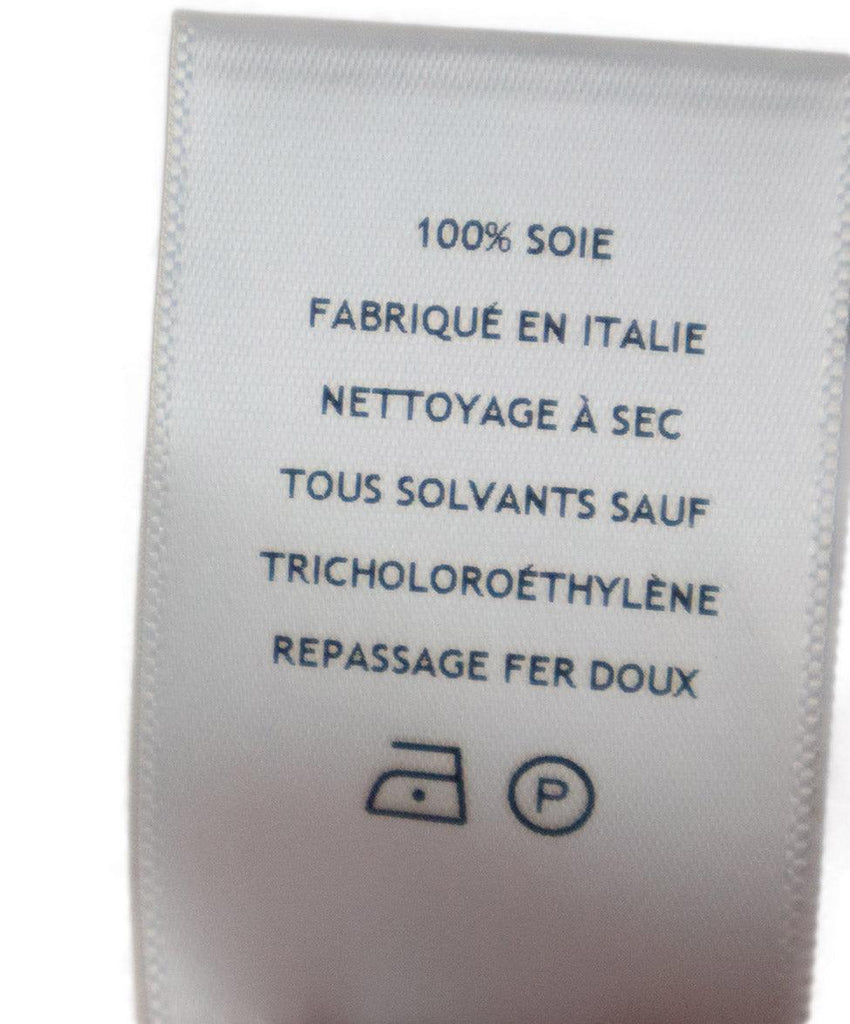 100% SOIE
FABRIQUÉ EN ITALIE
NETTOYAGE À SEC
TOUS SOLVANTS SAUF
TRICHOLOROÉTHYLÈNE
REPASSAGE FER DOUX
P